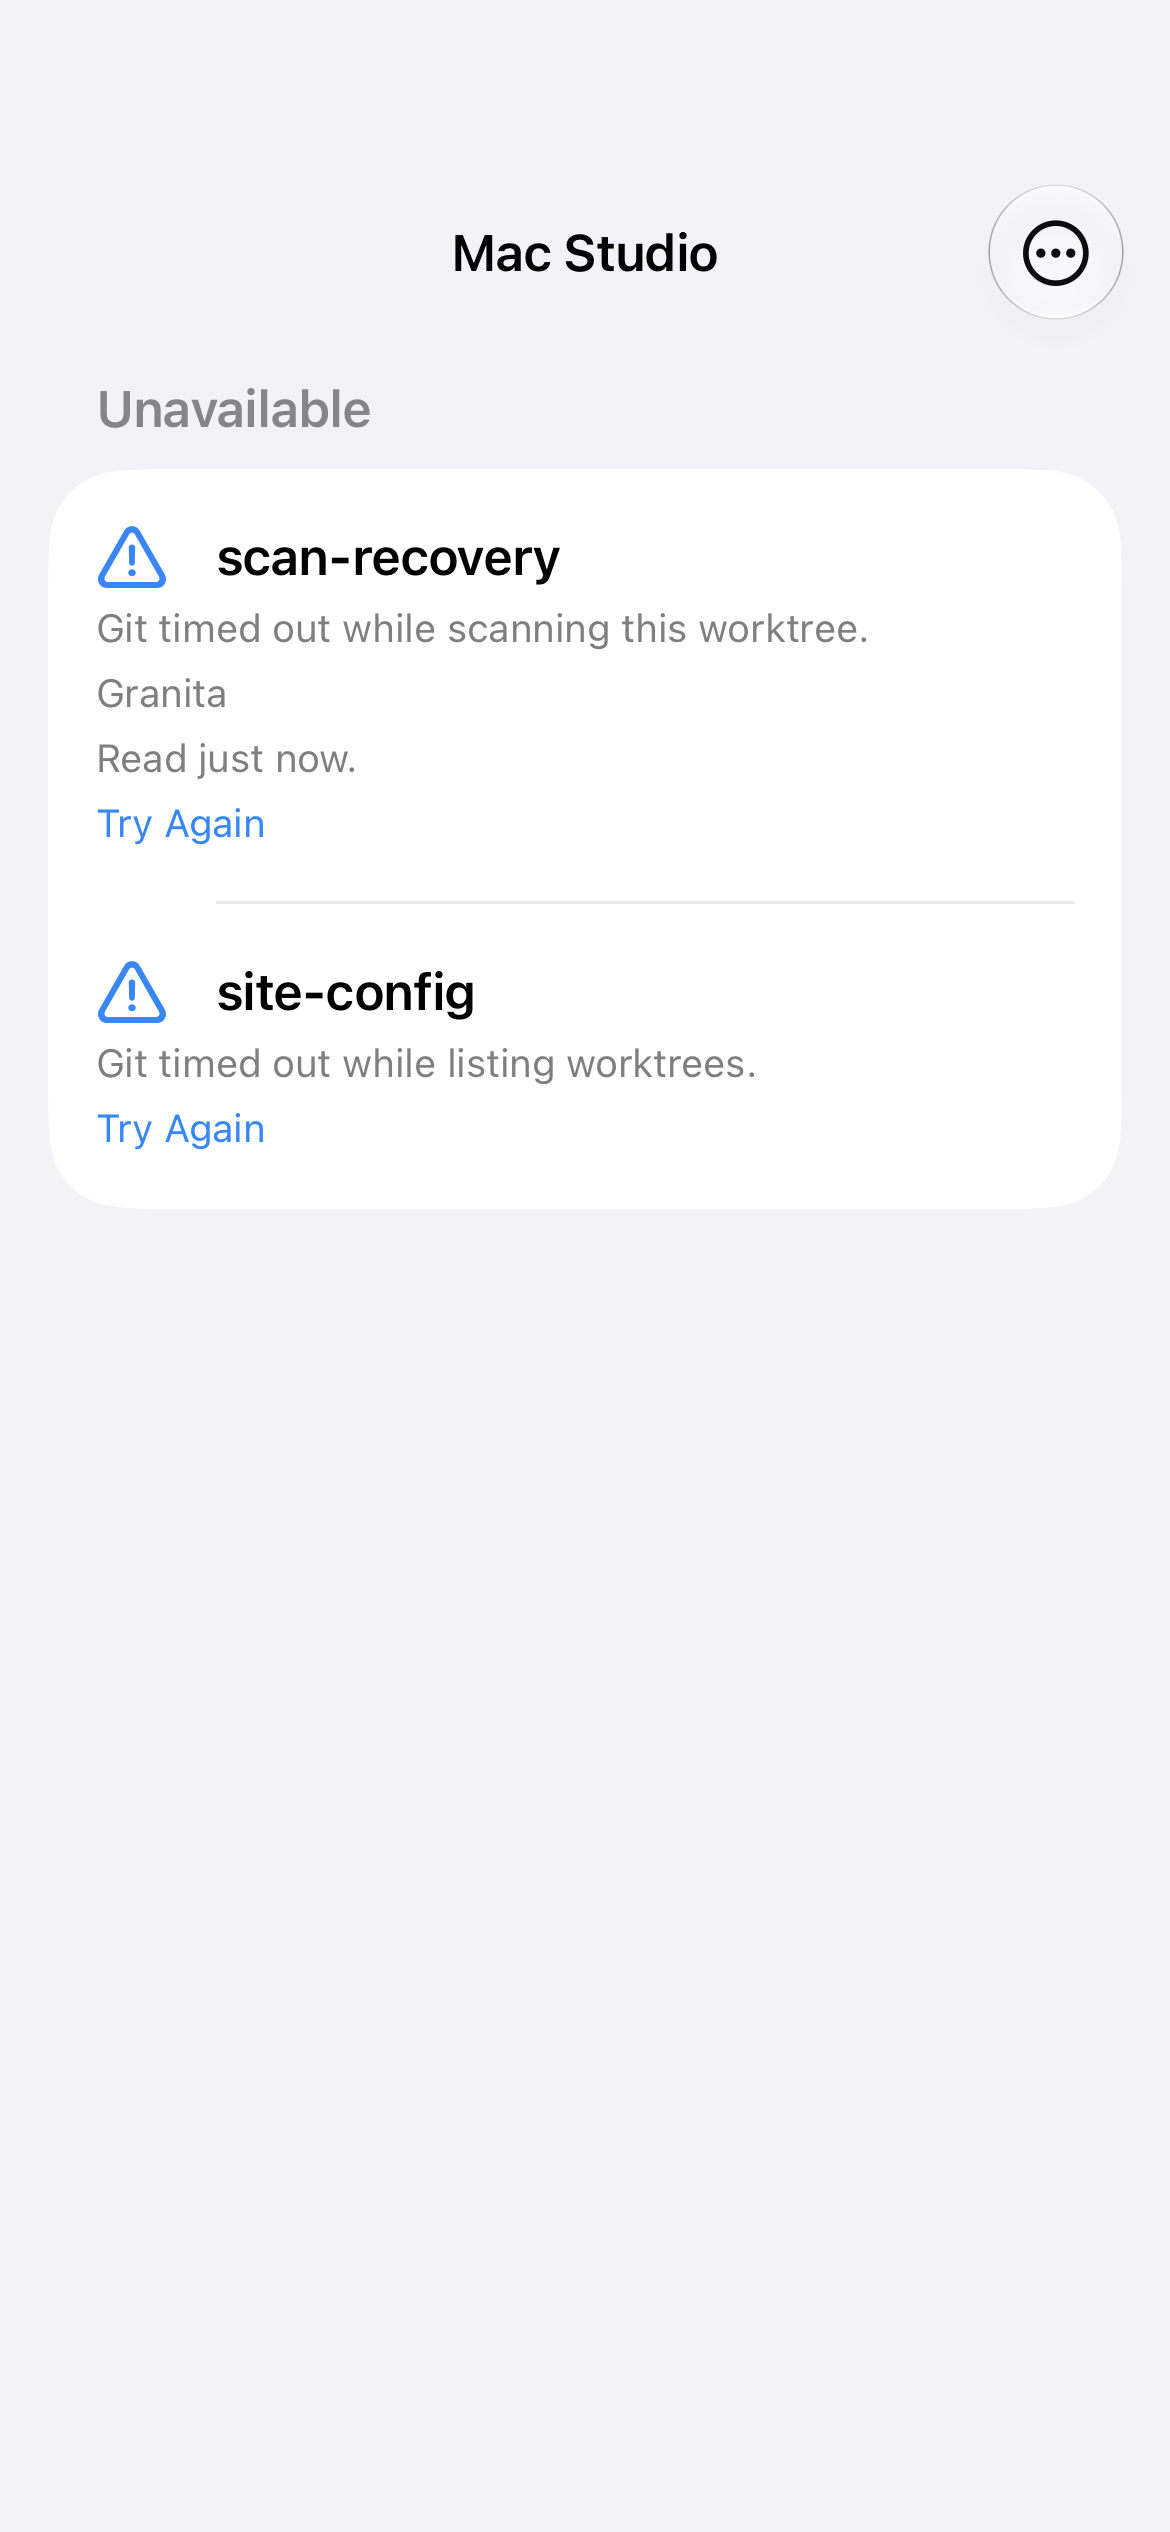 Mac Studio
Unavailable
scan-recovery
Git timed out while scanning this worktree.
Granita
Read just now.
Try Again
site-config
Git timed out while listing worktrees.
Try Again